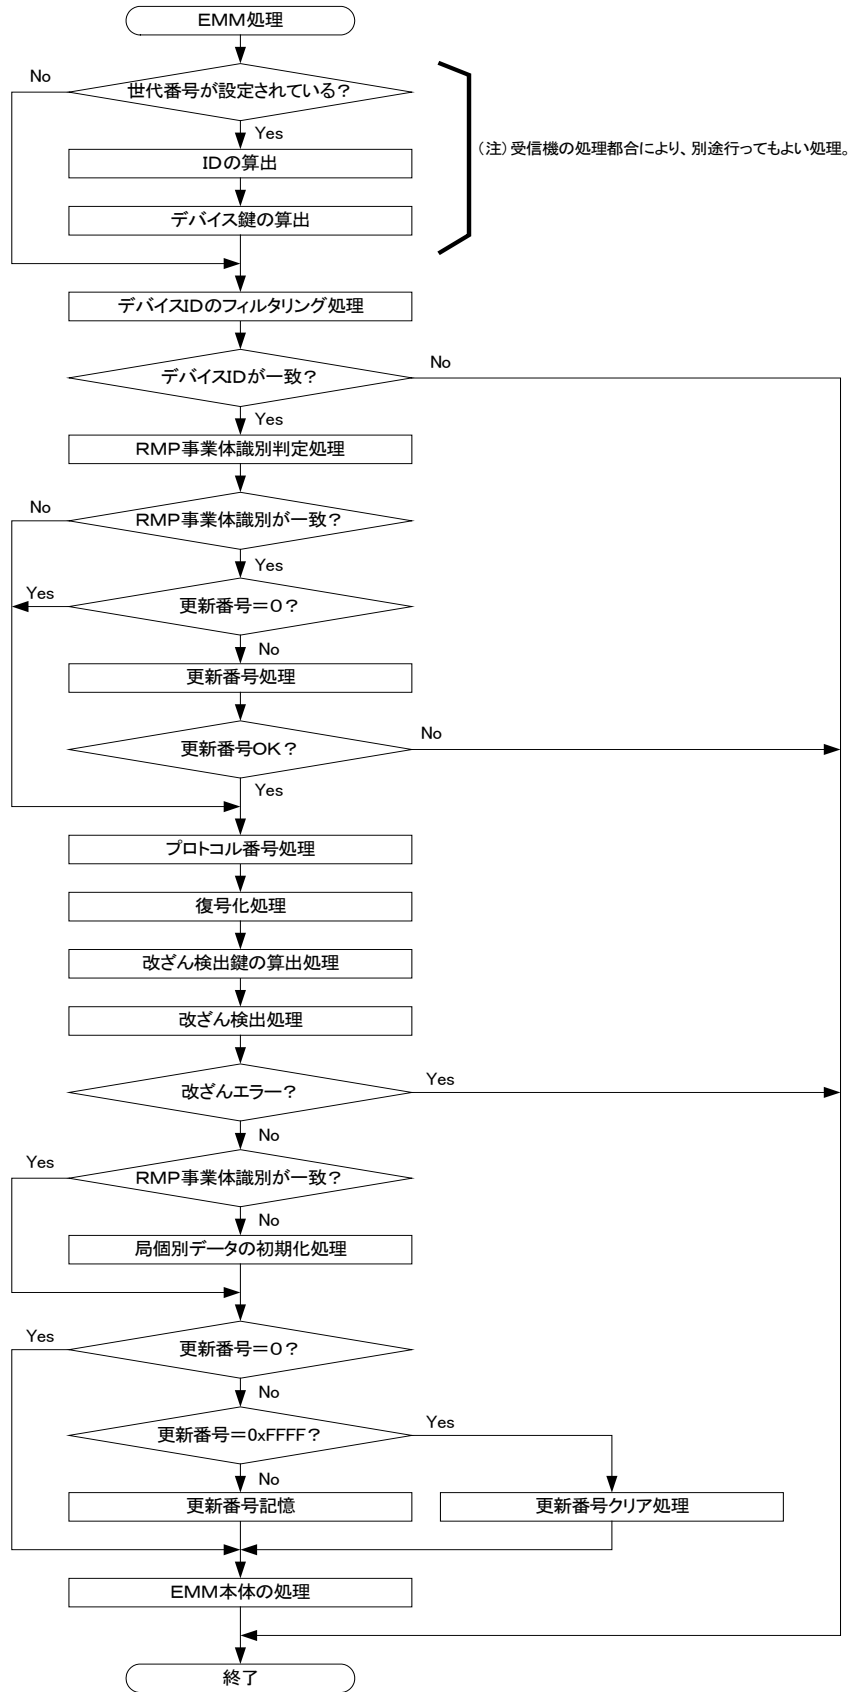 EMM処理
No
世代番号が設定されている?
Yes
(注)受信機の処理都合により、別途行ってもよい処理。
IDの算出
デバイス鍵の算出
デバイスIDのフィルタリング処理
No
デバイスIDが一致?
Yes
RMP事業体識別判定処理
No
RMP事業体識別が一致?
Yes
Yes
更新番号=0?
No
更新番号処理
No
更新番号OK?
Yes
プロトコル番号処理
復号化処理
改ざん検出鍵の算出処理
改ざん検出処理
Yes
改ざんエラー?
No
Yes
RMP事業体識別が一致?
No
局個別データの初期化処理
Yes
更新番号=0?
No
Yes
更新番号=0xFFFF?
No
更新番号記憶
更新番号クリア処理
EMM本体の処理
終了